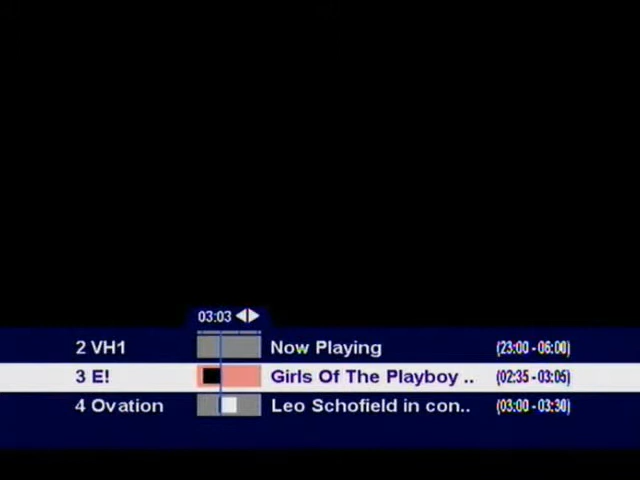 03:03
2 VH1 Now Playing (23:00 - 06:00)
3 E! Girls Of The Playboy .. (02:35 - 03:05)
4 Ovation Leo Schofield in con.. (03:00 - 03:30)